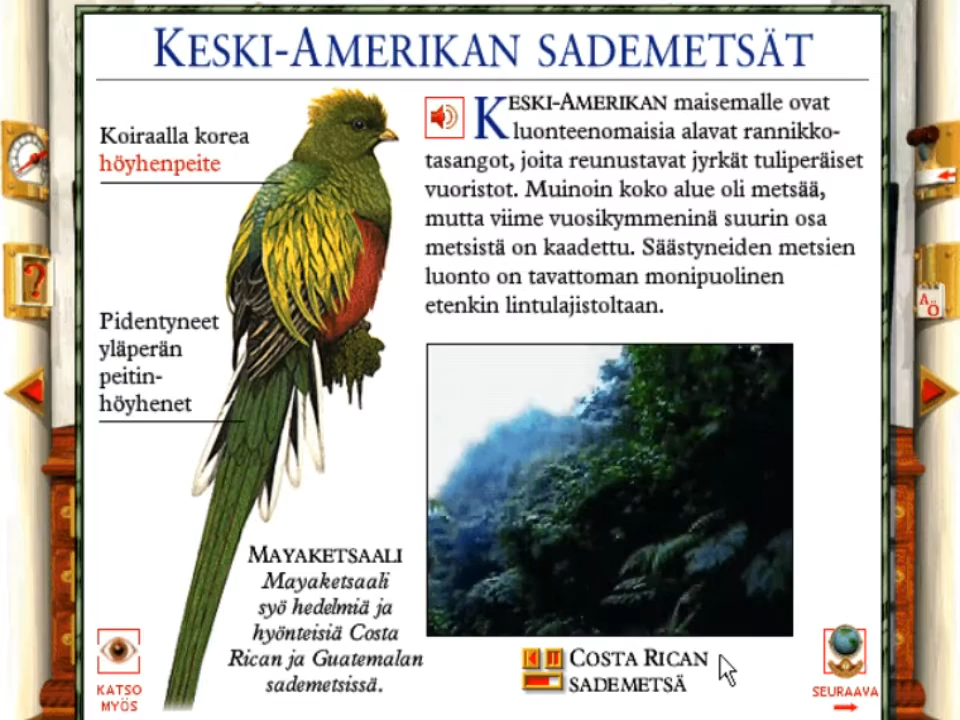 KESKI-AMERIKAN SADEMETSÄT
Koiraalla korea
höyhenpeite
KESKI-AMERIKAN maisemalle ovat
luonteenomaisia alavat rannikko-
tasangot, joita reunustavat jyrkät tuliperäiset
vuoristot. Muinoin koko alue oli metsää,
mutta viime vuosikymmeninä suurin osa
metsistä on kaadettu. Säästyneiden metsien
luonto on tavattoman monipuolinen
etenkin lintulajistoltaan.
Pidentyneet
yläperän
peitin-
höyhenet
MAYAKETSAALI
Mayaketsaali
syö hedelmiä ja
hyönteisiä Costa
Rican ja Guatemalan
sademetsissä.
COSTA RICAN
SADEMETSÄ
KATSO
MYÖS
SEURAAVA
?
A
Ö